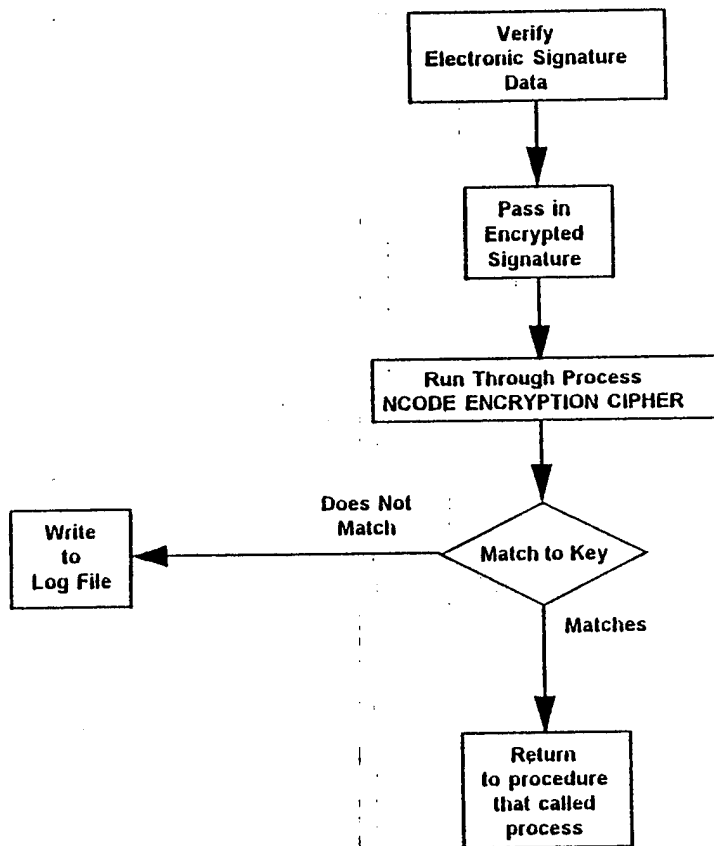 Verify
Electronic Signature
Data
Pass in
Encrypted
Signature
Run Through Process
NCODE ENCRYPTION CIPHER
Does Not
Match
Write
to
Log File
Match to Key
Matches
Return
to procedure
that called
process